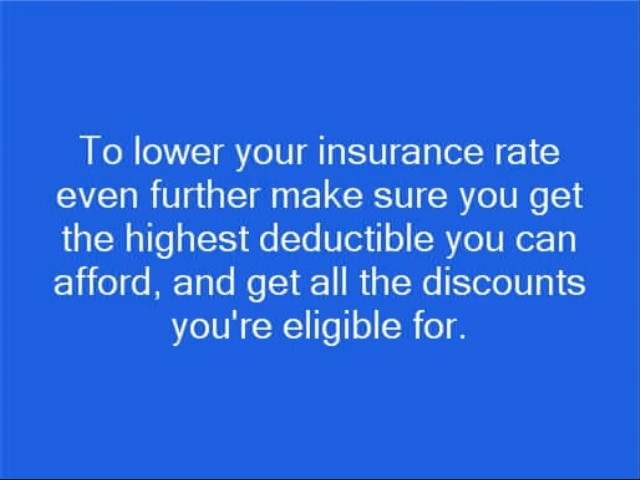 To lower your insurance rate
even further make sure you get
the highest deductible you can
afford, and get all the discounts
you're eligible for.